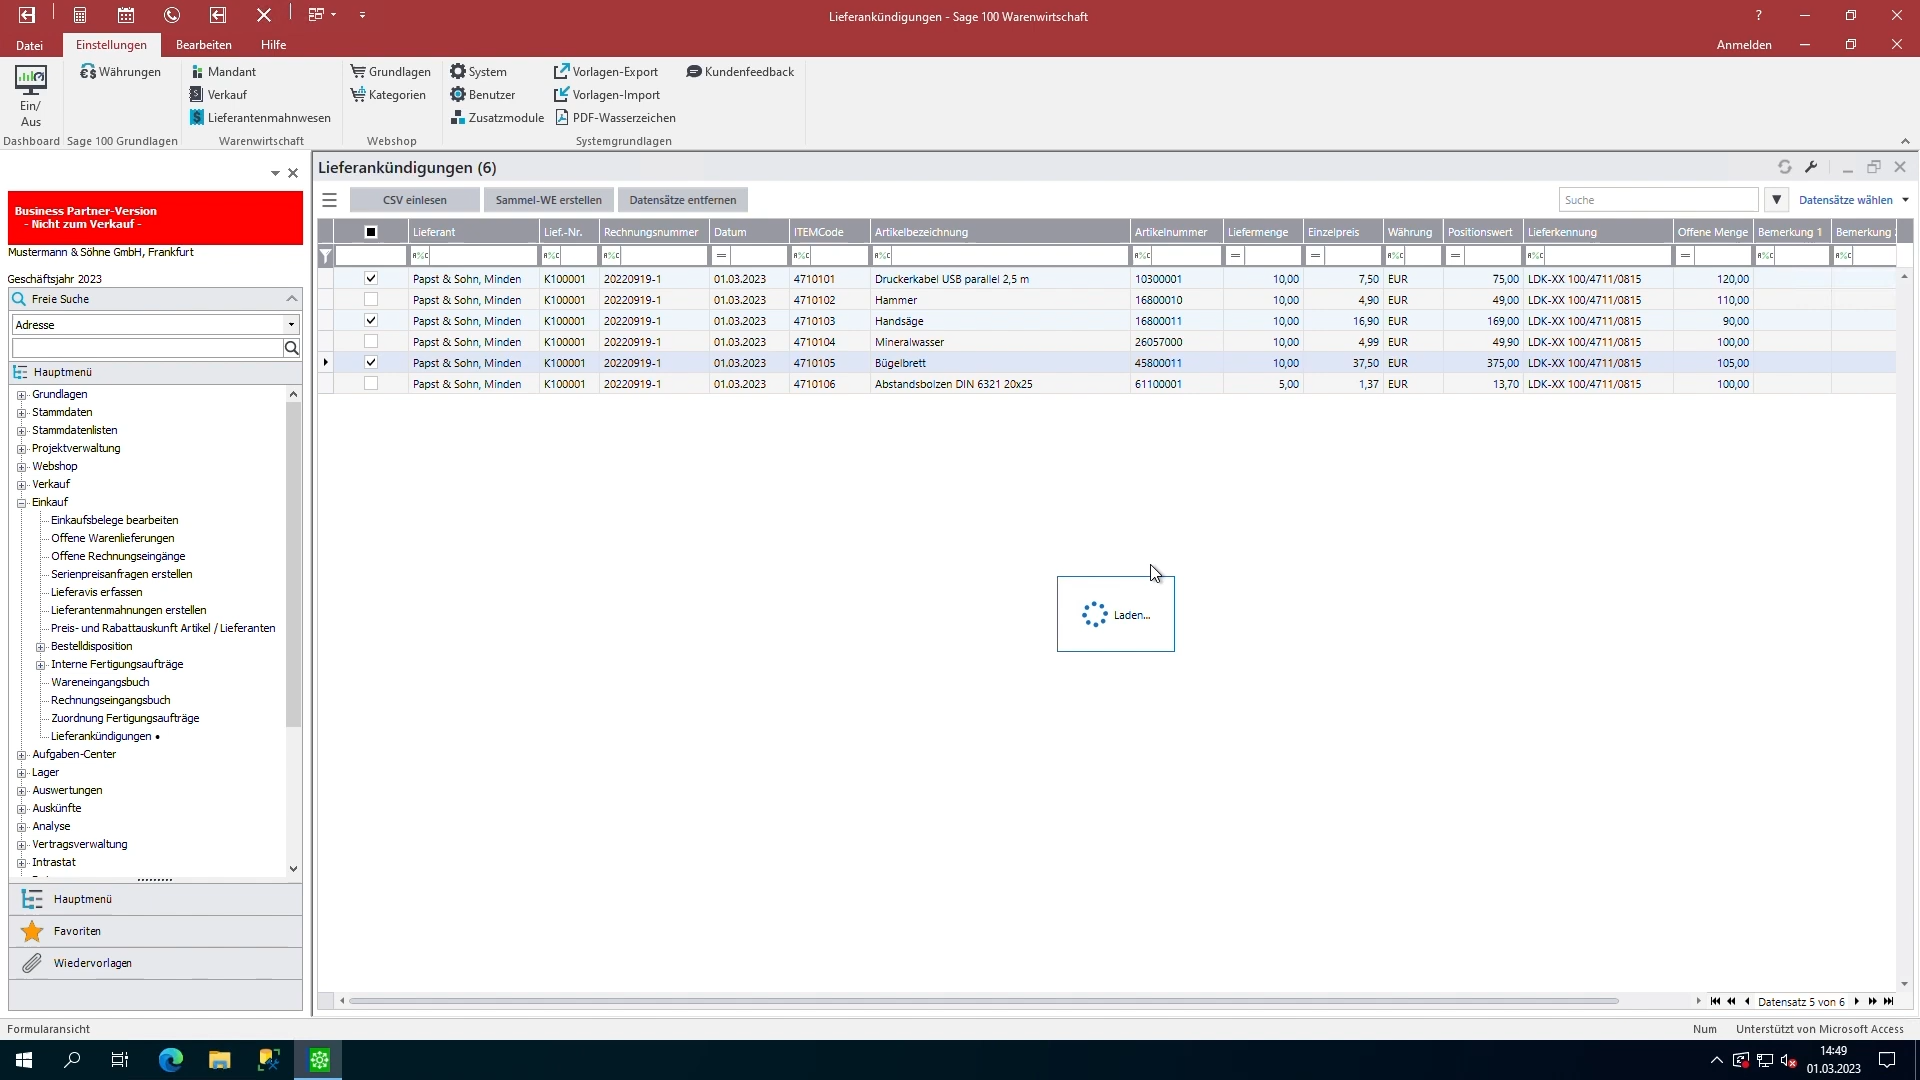 Lieferankündigungen - Sage 100 Warenwirtschaft
?
Datei
Einstellungen
Bearbeiten
Hilfe
Anmelden
Ein/
Aus
Währungen
Mandant
Verkauf
Lieferantenmahnwesen
Grundlagen
Kategorien
System
Benutzer
Zusatzmodule
Vorlagen-Export
Vorlagen-Import
PDF-Wasserzeichen
Kundenfeedback
Dashboard
Sage 100 Grundlagen
Warenwirtschaft
Webshop
Systemgrundlagen
Business Partner-Version
- Nicht zum Verkauf -
Mustermann & Söhne GmbH, Frankfurt
Geschäftsjahr 2023
Freie Suche
Adresse
Hauptmenü
Grundlagen
Stammdaten
Stammdatenlisten
Projektverwaltung
Webshop
Verkauf
Einkauf
Einkaufsbelege bearbeiten
Offene Warenlieferungen
Offene Rechnungseingänge
Serienpreisanfragen erstellen
Lieferavis erfassen
Lieferantenmahnungen erstellen
Preis- und Rabattauskunft Artikel / Lieferanten
Bestelldisposition
Interne Fertigungsaufträge
Wareneingangsbuch
Rechnungseingangsbuch
Zuordnung Fertigungsaufträge
Lieferankündigungen •
Aufgaben-Center
Lager
Auswertungen
Auskünfte
Analyse
Vertragsverwaltung
Intrastat
Hauptmenü
Favoriten
Wiedervorlagen
Lieferankündigungen (6)
CSV einlesen
Sammel-WE erstellen
Datensätze entfernen
Suche
Datensätze wählen
Lieferant Lief.-Nr. Rechnungsnummer Datum ITEMCode Artikelbezeichnung Artikelnummer Liefermenge Einzelpreis Währung Positionswert Lieferkennung Offene Menge Bemerkung 1 Bemerkung
Papst & Sohn, Minden K100001 20220919-1 01.03.2023 4710101 Druckerkabel USB parallel 2,5 m 10300001 10,00 7,50 EUR 75,00 LDK-XX 100/4711/0815 120,00
Papst & Sohn, Minden K100001 20220919-1 01.03.2023 4710102 Hammer 16800010 10,00 4,90 EUR 49,00 LDK-XX 100/4711/0815 110,00
Papst & Sohn, Minden K100001 20220919-1 01.03.2023 4710103 Handsäge 16800011 10,00 16,90 EUR 169,00 LDK-XX 100/4711/0815 90,00
Papst & Sohn, Minden K100001 20220919-1 01.03.2023 4710104 Mineralwasser 26057000 10,00 4,99 EUR 49,90 LDK-XX 100/4711/0815 100,00
Papst & Sohn, Minden K100001 20220919-1 01.03.2023 4710105 Bügelbrett 45800011 10,00 37,50 EUR 375,00 LDK-XX 100/4711/0815 105,00
Papst & Sohn, Minden K100001 20220919-1 01.03.2023 4710106 Abstandsbolzen DIN 6321 20x25 61100001 5,00 1,37 EUR 13,70 LDK-XX 100/4711/0815 100,00
Laden...
Datensatz 5 von 6
Formularansicht
Num
Unterstützt von Microsoft Access
14:49
01.03.2023